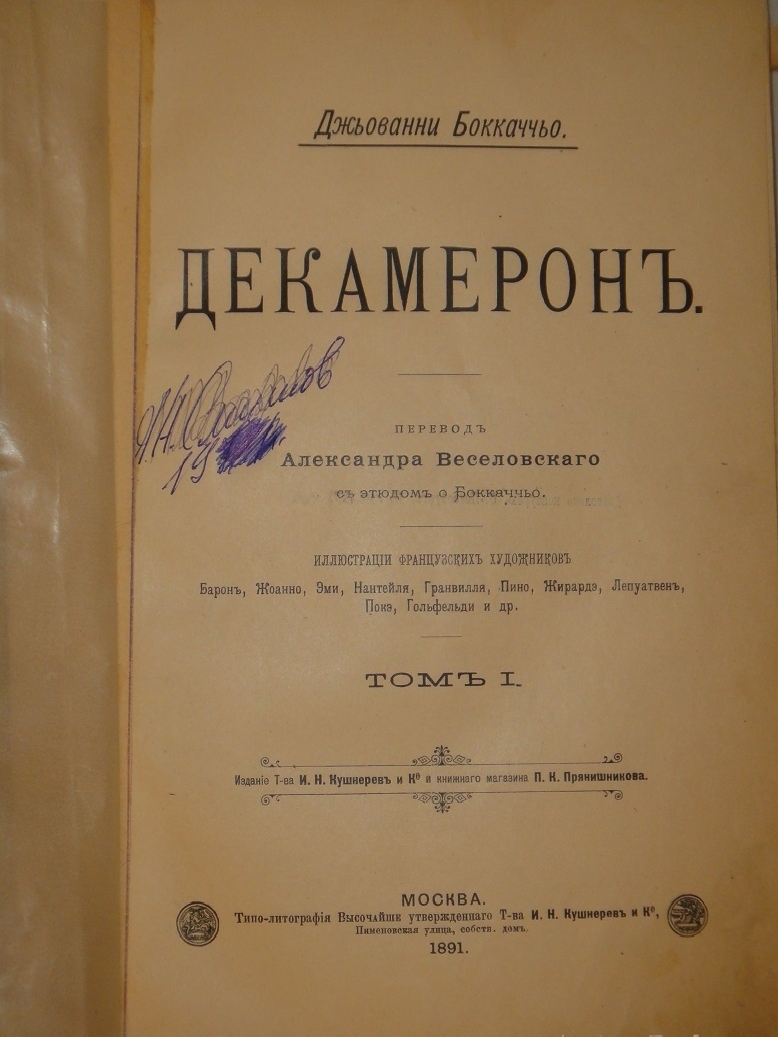 Джьованни Боккаччьо.
ДЕКАМЕРОНЪ.
ПЕРЕВОДЪ
Александра Веселовскаго
СЪ ЭТЮДОМЪ О Боккаччьо.
ИЛЛЮСТРАЦІИ ФРАНЦУЗСКИХЪ ХУДОЖНИКОВЪ
Баронъ, Жоанно, Эми, Нантейля, Гранвилля, Пино, Жирардэ, Лепуатвенъ,
Покэ, Гольфельди и др.
ТОМЪ I.
Изданіе Т-ва И. Н. Кушнеревъ и К⁰ и книжнаго магазина П. К. Прянишникова.
МОСКВА.
Типо-литографія Высочайше утвержденнаго Т-ва И. Н. Кушнеревъ и К⁰,
Пименовская улица, собств. домъ.
1891.